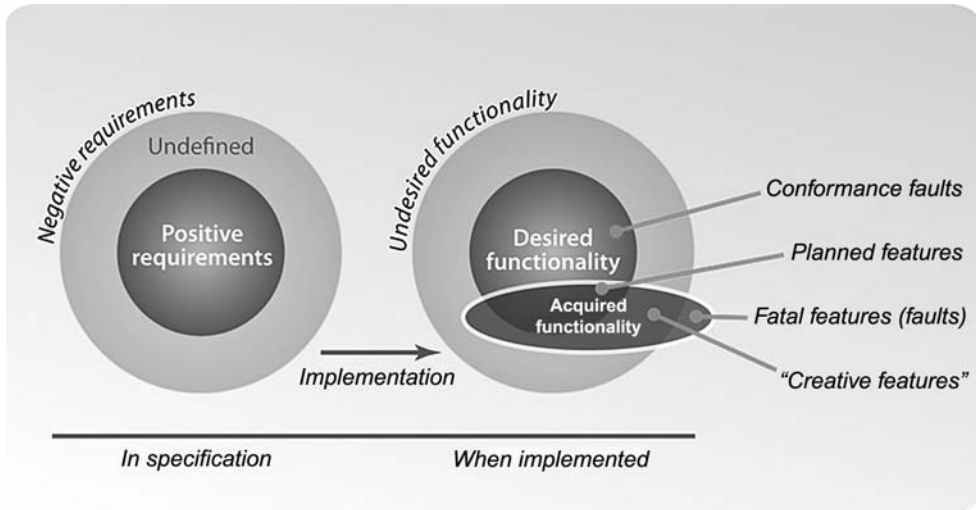 Negative requirements
Undefined
Positive
requirements
Implementation
In specification
Undesired functionality
Desired
functionality
Acquired
functionality
When implemented
Conformance faults
Planned features
Fatal features (faults)
“Creative features”